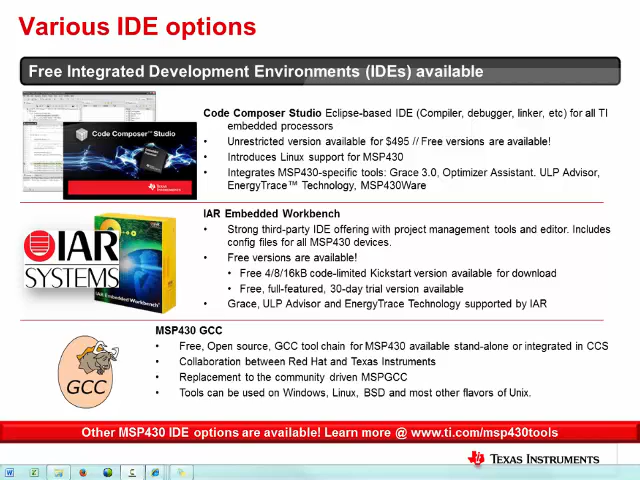 Various IDE options
Free Integrated Development Environments (IDEs) available
Code Composer™ Studio
TEXAS INSTRUMENTS
Code Composer Studio Eclipse-based IDE (Compiler, debugger, linker, etc) for all TI
embedded processors
• Unrestricted version available for $495 // Free versions are available!
• Introduces Linux support for MSP430
• Integrates MSP430-specific tools: Grace 3.0, Optimizer Assistant. ULP Advisor,
EnergyTrace™ Technology, MSP430Ware
IAR
SYSTEMS
IAR Embedded Workbench
IAR Embedded Workbench
• Strong third-party IDE offering with project management tools and editor. Includes
config files for all MSP430 devices.
• Free versions are available!
• Free 4/8/16kB code-limited Kickstart version available for download
• Free, full-featured, 30-day trial version available
• Grace, ULP Advisor and EnergyTrace Technology supported by IAR
GCC
MSP430 GCC
• Free, Open source, GCC tool chain for MSP430 available stand-alone or integrated in CCS
• Collaboration between Red Hat and Texas Instruments
• Replacement to the community driven MSPGCC
• Tools can be used on Windows, Linux, BSD and most other flavors of Unix.
Other MSP430 IDE options are available! Learn more @ www.ti.com/msp430tools
TEXAS INSTRUMENTS